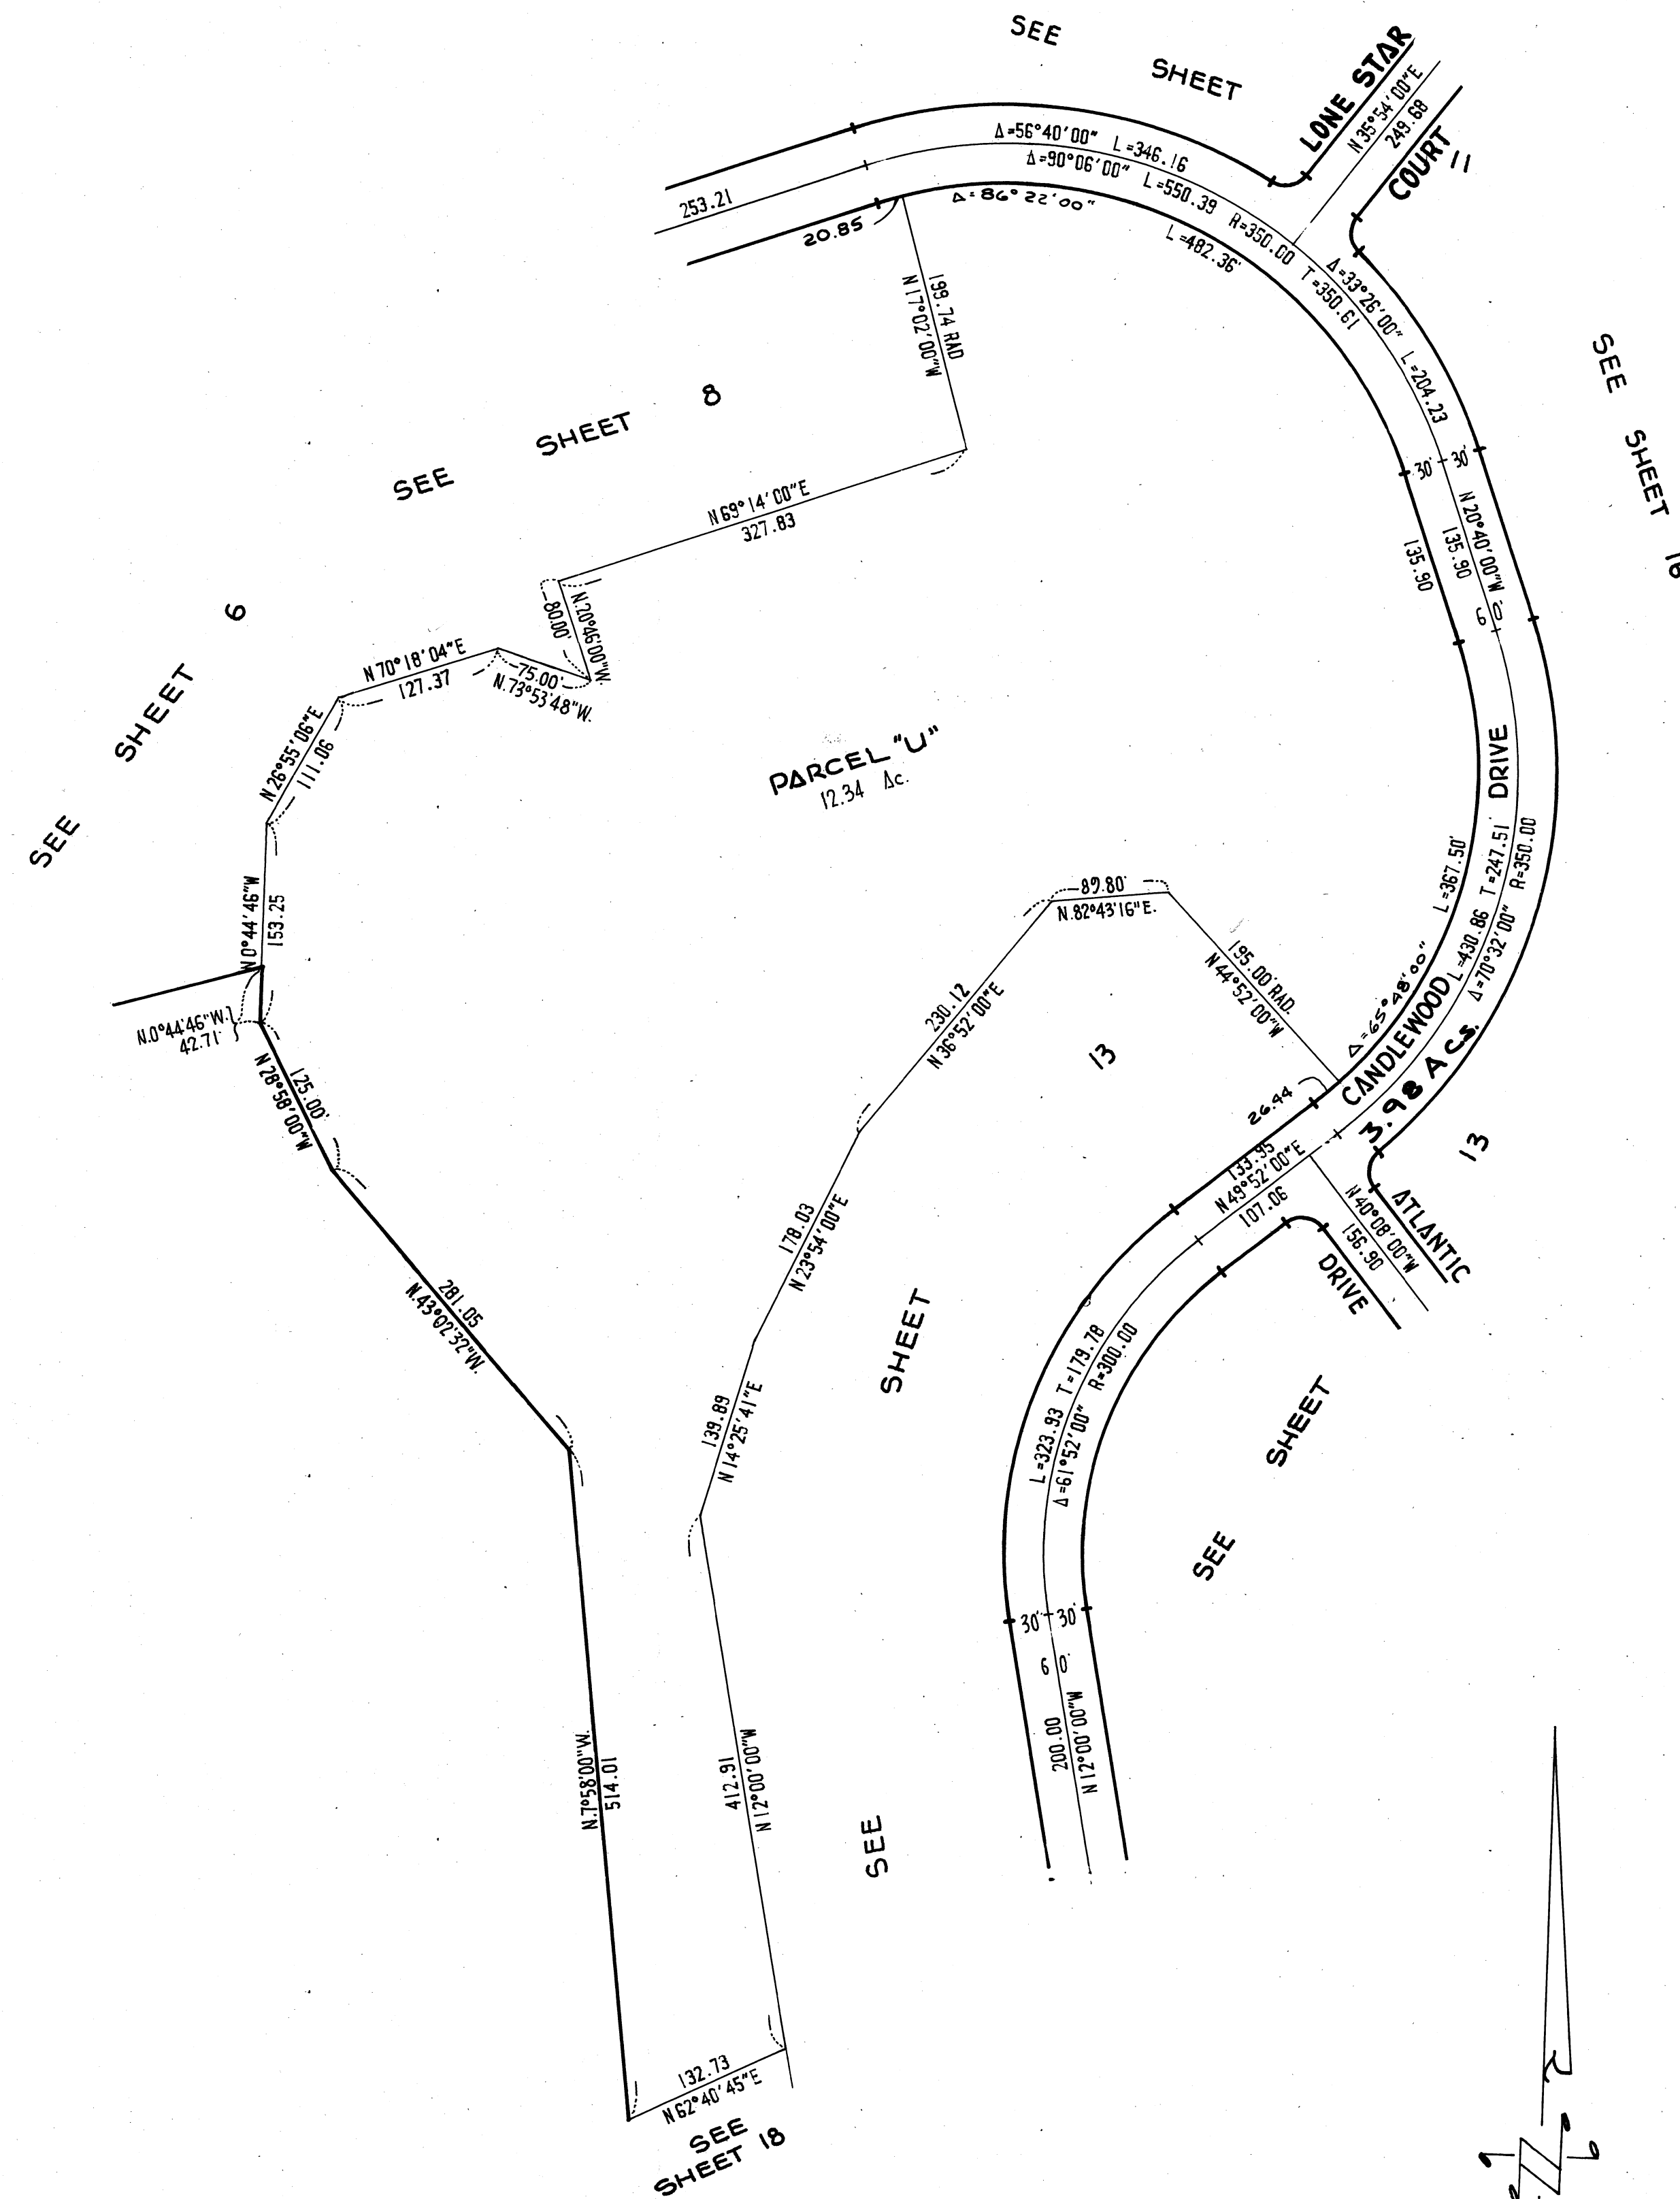 SEE
SHEET
11
LONE STAR
COURT
N 35°54'00"E
249.68
Δ=56°40'00" L=346.16
Δ=90°06'00" L=550.39 R=350.00 T=350.61
Δ=86°22'00"
L=482.36'
253.21
20.85
199.74 RAD
N 17°02'00"W
Δ=33°26'00" L=204.23
SEE
SHEET
16
SEE SHEET 8
N 69°14'00"E
327.83
30' 30'
N 20°40'00"W
135.90
135.90
60'
80.00'
N.20°46'00"W.
75.00'
N.73°53'48"W.
N 70°18'04"E
127.37
SEE SHEET 6
N 26°55'06"E
111.06
PARCEL "U"
12.34 Ac.
N 0°44'46"W
153.25
N.0°44'46"W.
42.71'
125.00'
N 28°58'00"W
281.05
N.43°02'32"W.
89.80'
N.82°43'16"E.
195.00' RAD.
N 44°52'00"W
230.12
N 36°52'00"E
178.03
N 23°54'00"E
139.89
N 14°25'41"E
L=367.50'
Δ=65°48'00"
CANDLEWOOD DRIVE
L=430.86 T=247.51'
Δ=70°32'00" R=350.00
3.98 ACS.
26.44
133.95
N 49°52'00"E
107.06
13
SHEET
SEE
13
SHEET
SEE
ATLANTIC
DRIVE
N 40°08'00"W
156.90
L=323.93 T=179.78
Δ=61°52'00" R=300.00
30' 30'
60'
200.00
N 12°00'00"W
N.7°58'00"W.
514.01
412.91
N 12°00'00"W
132.73
N 62°40'45"E
SEE
SHEET 18